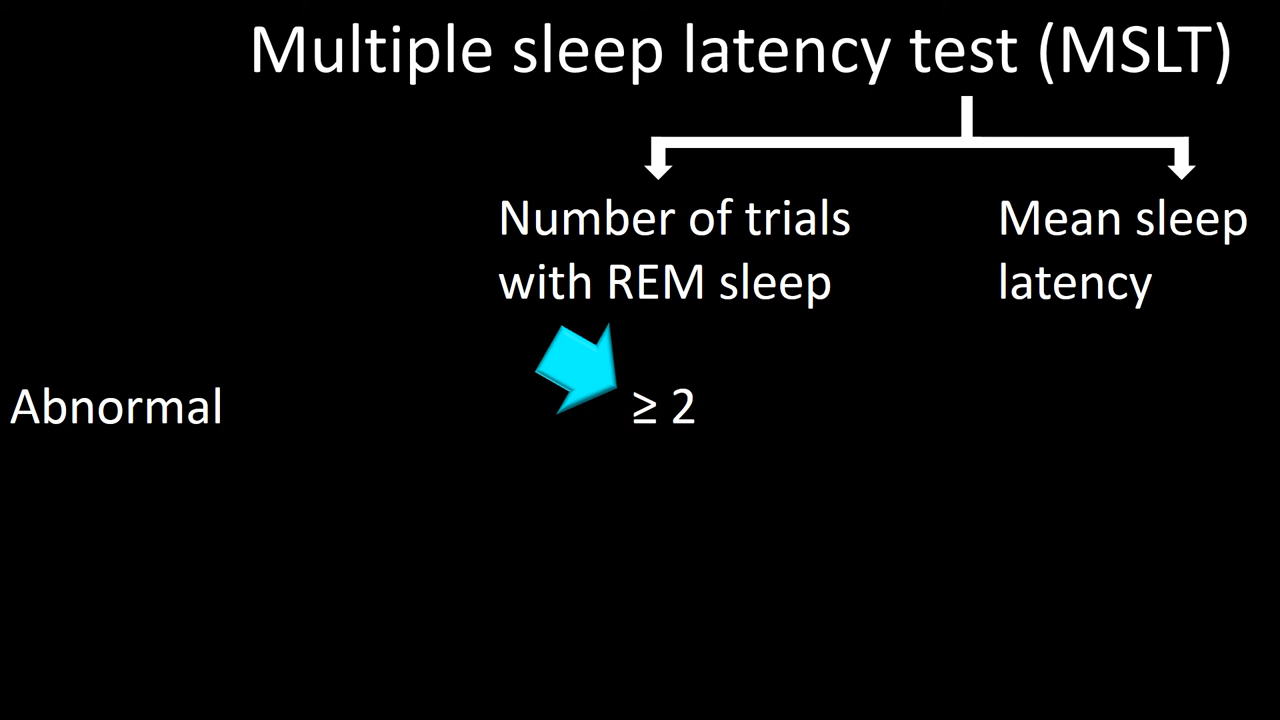 Multiple sleep latency test (MSLT)
Number of trials
with REM sleep
Mean sleep
latency
Abnormal
≥ 2